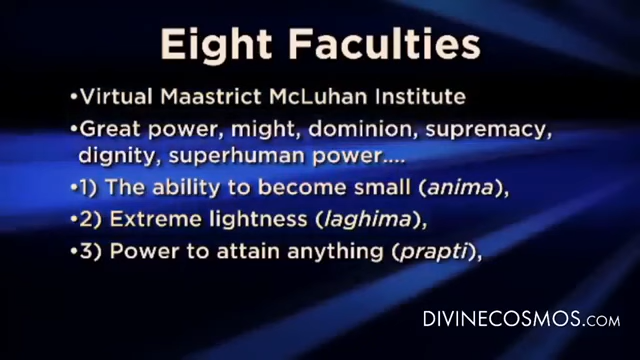 Eight Faculties
•Virtual Maastrict McLuhan Institute
•Great power, might, dominion, supremacy,
dignity, superhuman power....
•1) The ability to become small (anima),
•2) Extreme lightness (laghima),
•3) Power to attain anything (prapti),
DIVINECOSMOS.COM